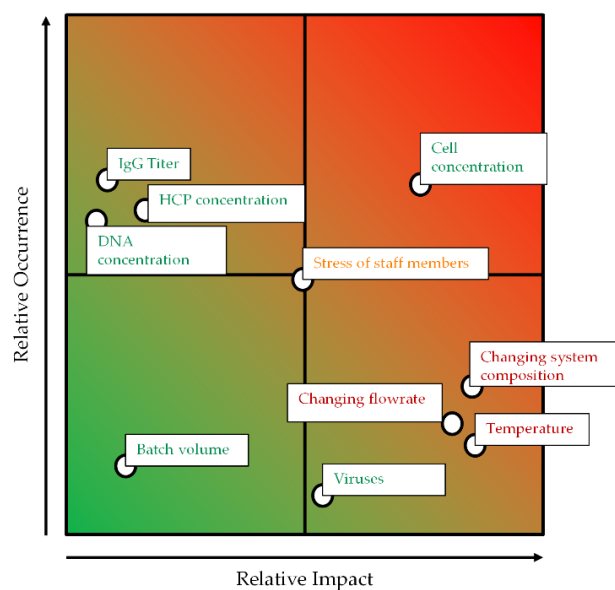 IgG Titer
Cell
concentration
HCP concentration
DNA
concentration
Stress of staff members
Changing system
composition
Changing flowrate
Temperature
Batch volume
Viruses
Relative Occurrence
Relative Impact